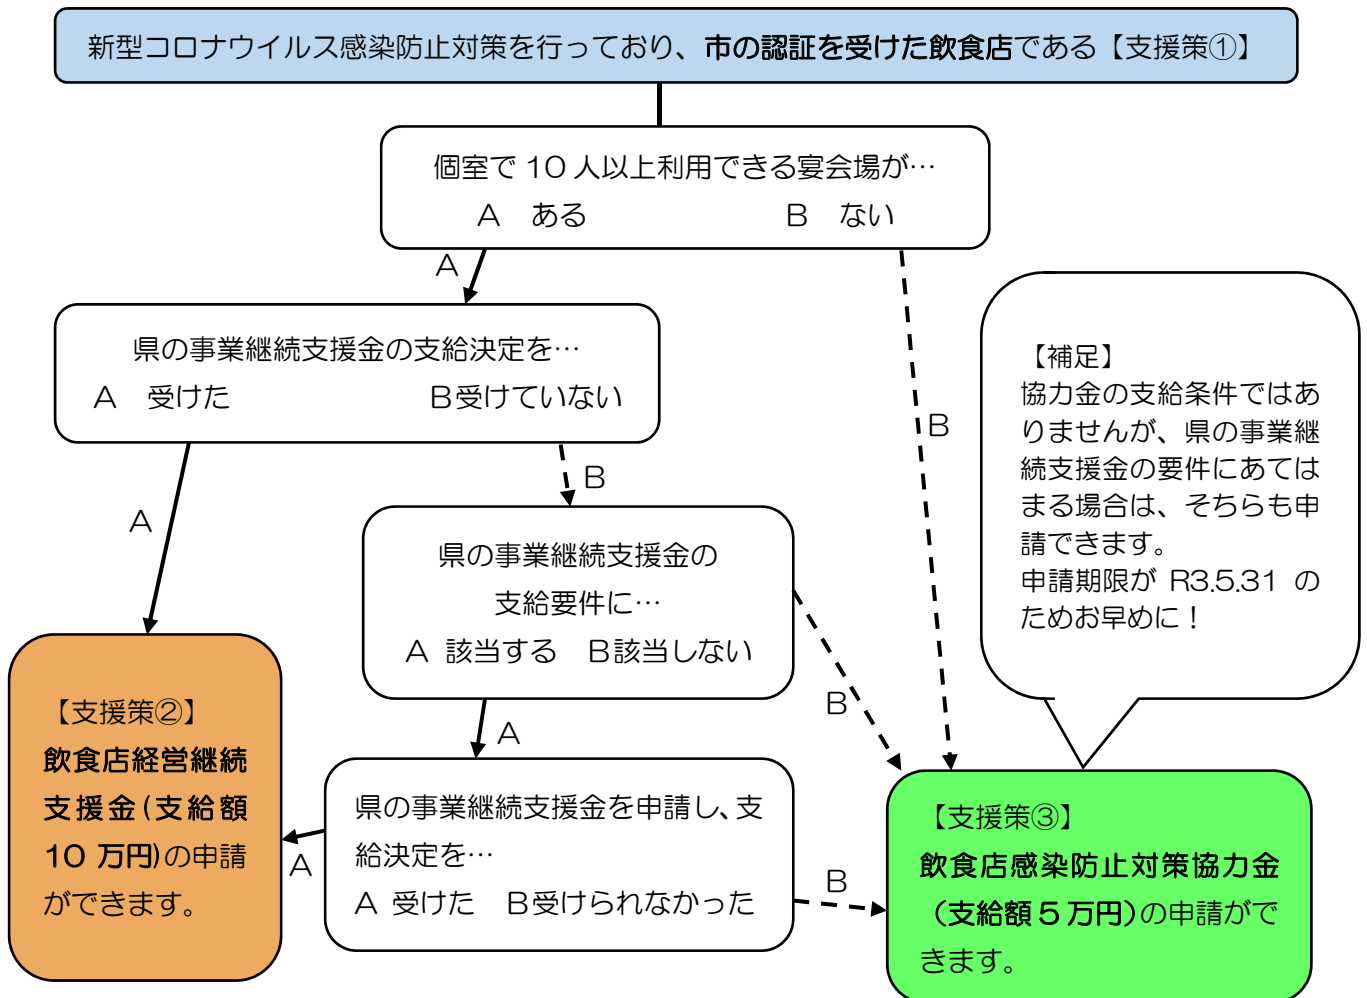 新型コロナウイルス感染防止対策を行っており、市の認証を受けた飲食店である【支援策①】
個室で10人以上利用できる宴会場が…
A　ある　　B　ない
A
県の事業継続支援金の支給決定を…
A　受けた　　B受けていない
B
A
B
県の事業継続支援金の
支給要件に…
A 該当する　B該当しない
B
A
【補足】
協力金の支給条件ではあ
りませんが、県の事業継
続支援金の要件にあては
まる場合は、そちらも申
請できます。
申請期限が R3.5.31 の
ためお早めに！
【支援策②】
飲食店経営継続
支援金(支給額
10 万円)の申請
ができます。
県の事業継続支援金を申請し、支
給決定を…
A 受けた　B受けられなかった
A
B
【支援策③】
飲食店感染防止対策協力金
（支給額５万円)の申請がで
きます。